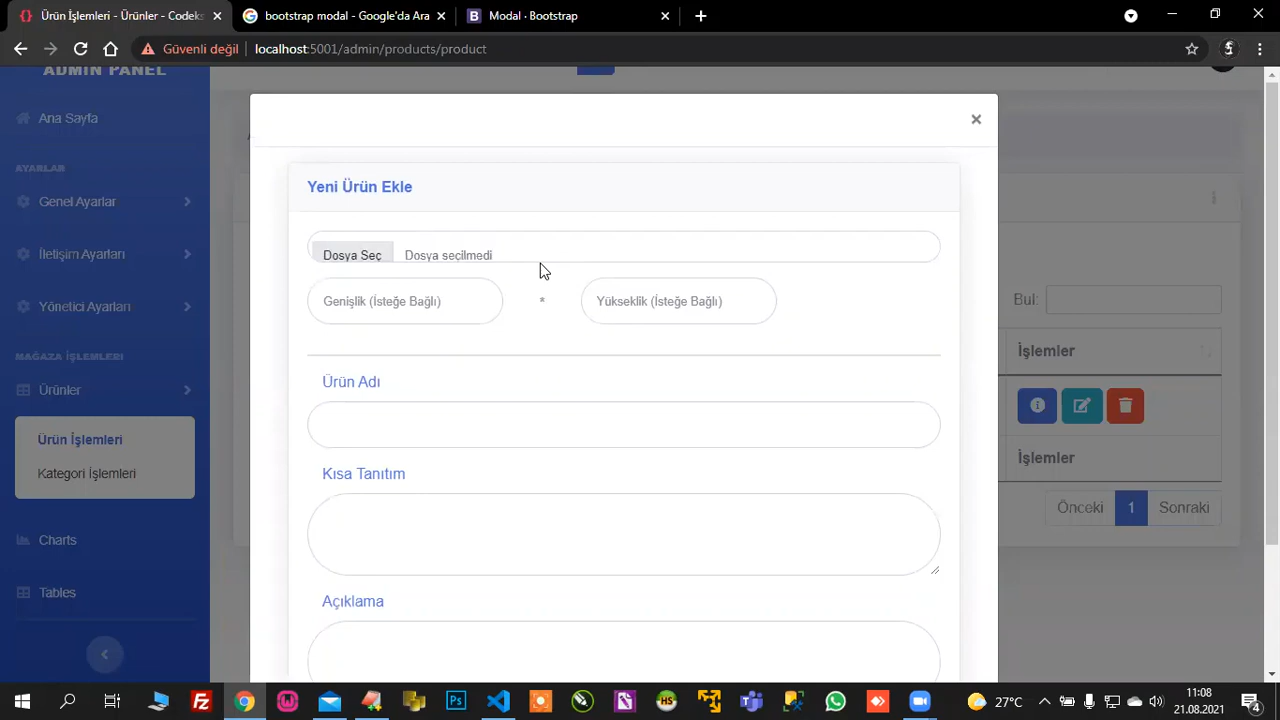 Ürün İşlemleri - Ürünler - Codeks
bootstrap modal - Google'da Ara
Modal · Bootstrap
Güvenli değil
localhost:5001/admin/products/product
ADMIN PANEL
Ana Sayfa
AYARLAR
Genel Ayarlar
İletişim Ayarları
Yönetici Ayarları
MAĞAZA İŞLEMLERİ
Ürünler
Ürün İşlemleri
Kategori İşlemleri
Charts
Tables
×
Yeni Ürün Ekle
Dosya Seç Dosya seçilmedi
Genişlik (İsteğe Bağlı) * Yükseklik (İsteğe Bağlı)
Ürün Adı
Kısa Tanıtım
Açıklama
Bul:
İşlemler
İşlemler
Önceki 1 Sonraki
27°C
11:08
21.08.2021
4